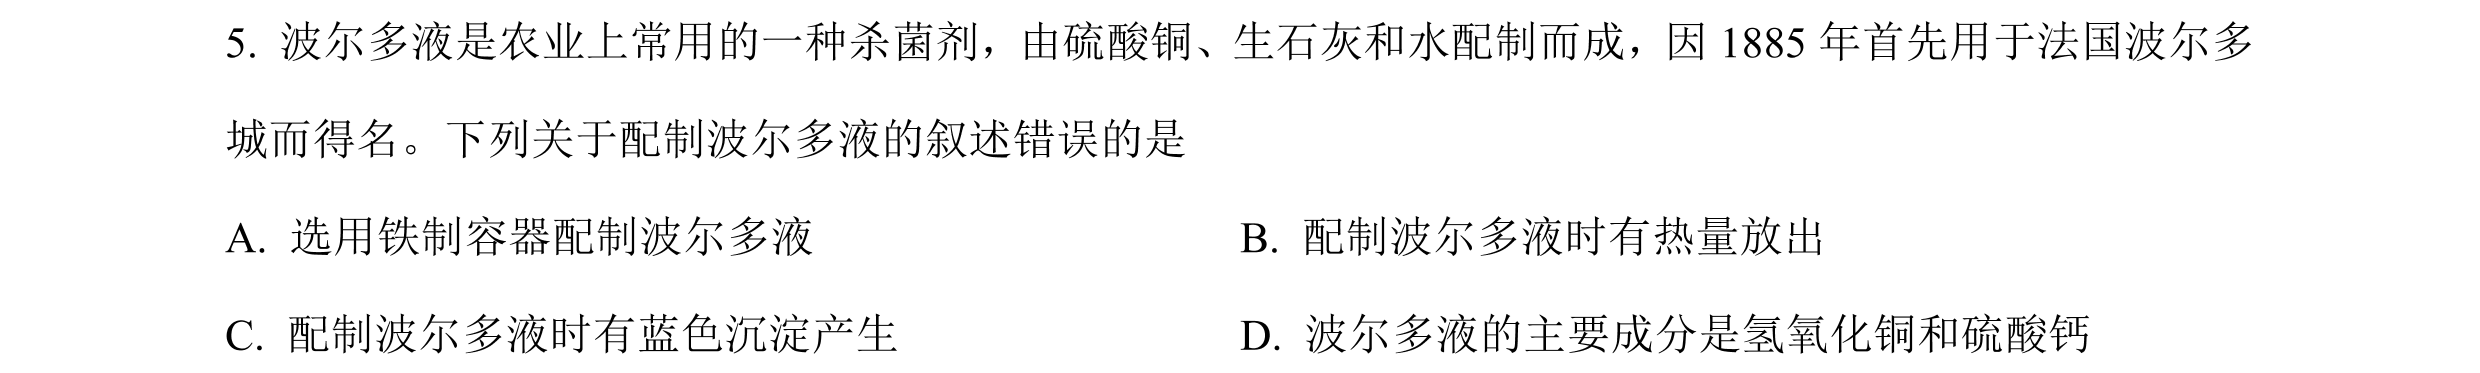 5. 波尔多液是农业上常用的一种杀菌剂，由硫酸铜、生石灰和水配制而成，因 1885 年首先用于法国波尔多
城而得名。下列关于配制波尔多液的叙述错误的是
A. 选用铁制容器配制波尔多液 B. 配制波尔多液时有热量放出
C. 配制波尔多液时有蓝色沉淀产生 D. 波尔多液的主要成分是氢氧化铜和硫酸钙